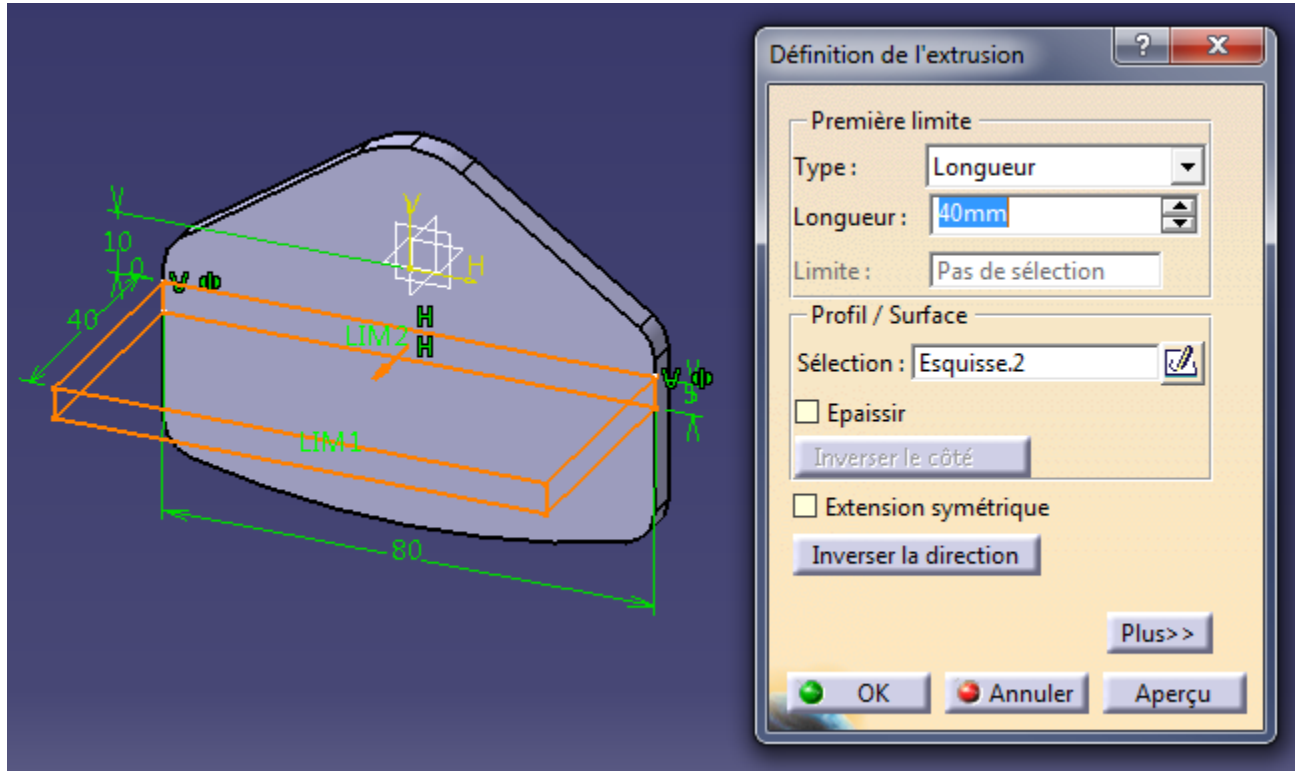 V
10
0
40
V
H
H
H
LIM2
LIM1
5
80
Définition de l'extrusion
?
X
Première limite
Type : Longueur
Longueur : 40mm
Limite : Pas de sélection
Profil / Surface
Sélection : Esquisse.2
Epaissir
Inverser le côté
Extension symétrique
Inverser la direction
Plus>>
OK Annuler Aperçu